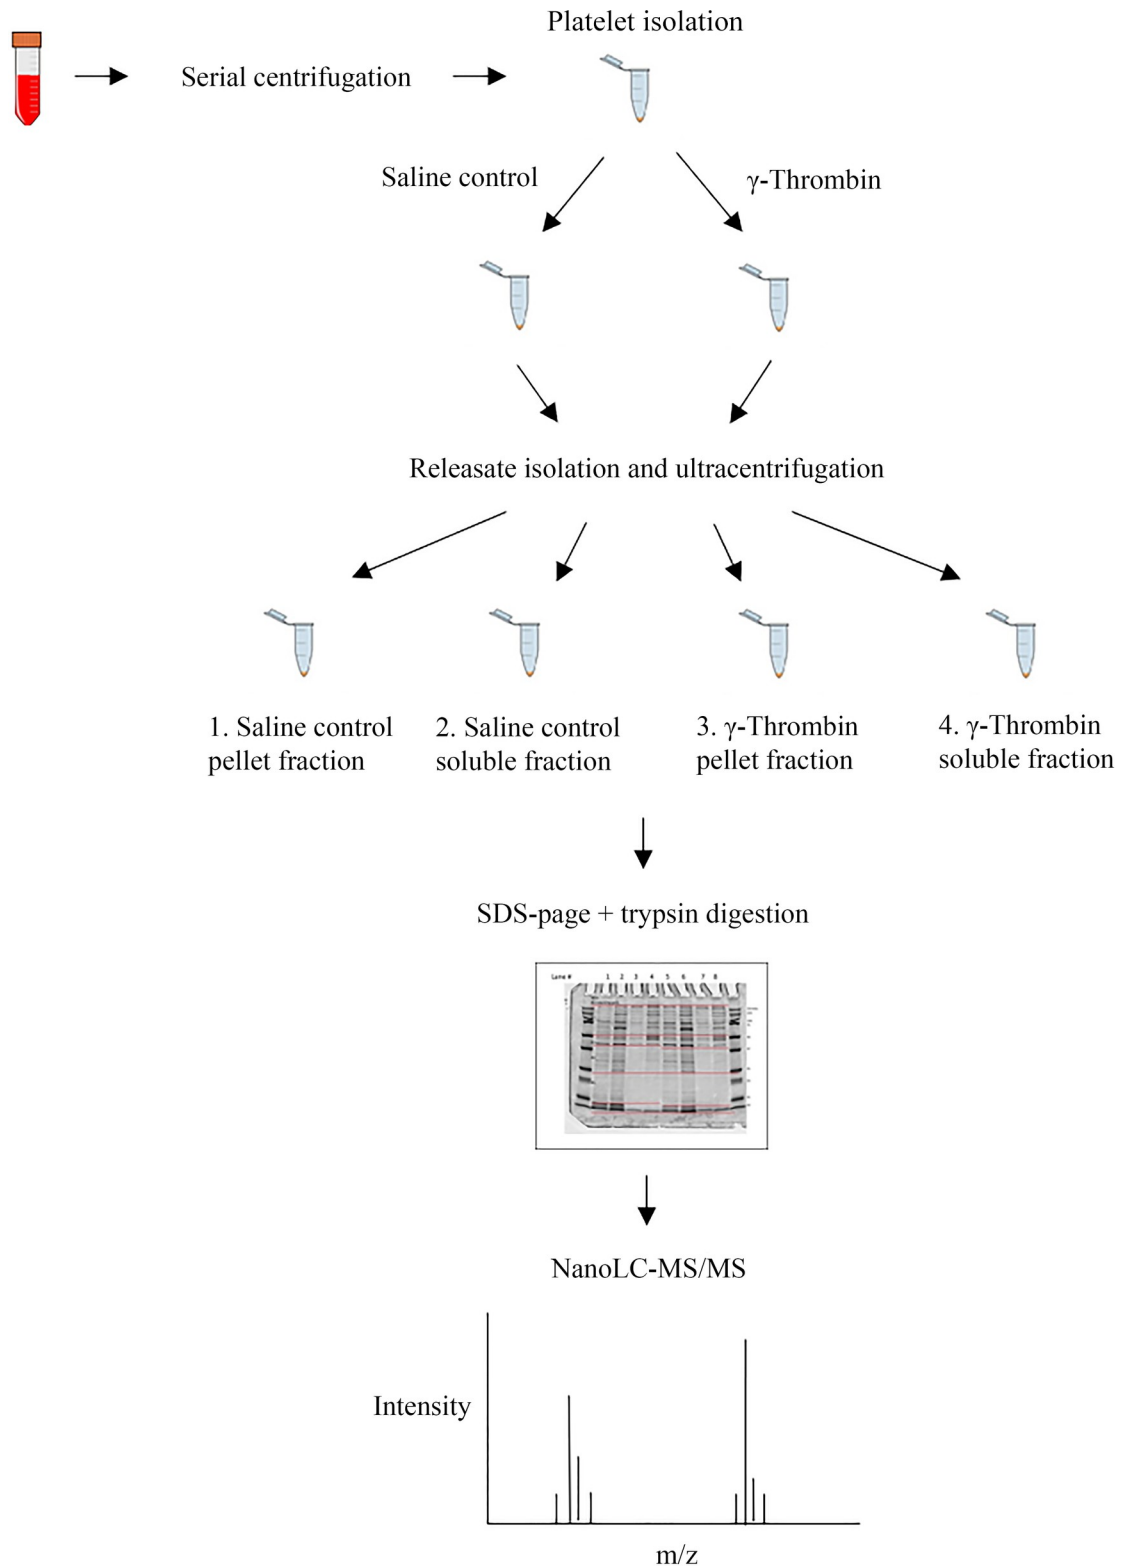 Platelet isolation
Serial centrifugation
Saline control
γ-Thrombin
Releasate isolation and ultracentrifugation
1. Saline control
pellet fraction
2. Saline control
soluble fraction
3. γ-Thrombin
pellet fraction
4. γ-Thrombin
soluble fraction
SDS-page + trypsin digestion
Lane # 1 2 3 4 5 6 7 8
NanoLC-MS/MS
Intensity
m/z